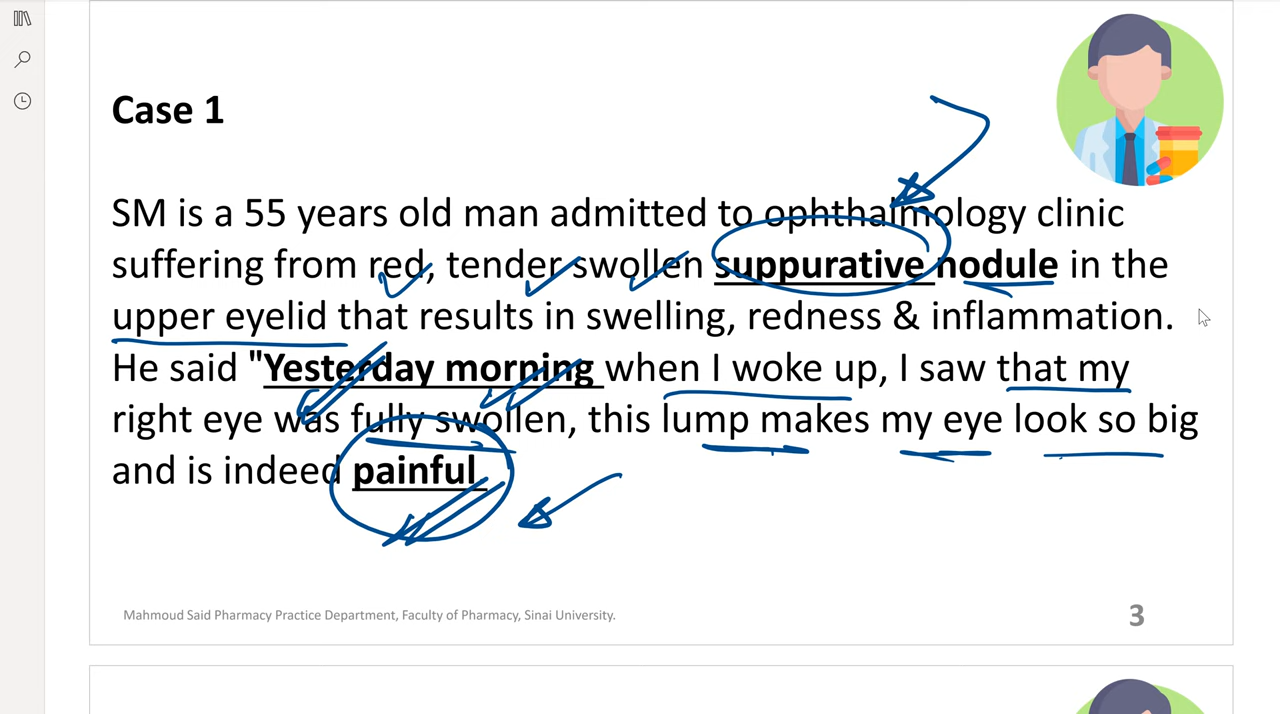 Case 1
SM is a 55 years old man admitted to ophthalmology clinic
suffering from red, tender swollen suppurative nodule in the
upper eyelid that results in swelling, redness & inflammation.
He said "Yesterday morning when I woke up, I saw that my
right eye was fully swollen, this lump makes my eye look so big
and is indeed painful
Mahmoud Said Pharmacy Practice Department, Faculty of Pharmacy, Sinai University.
3